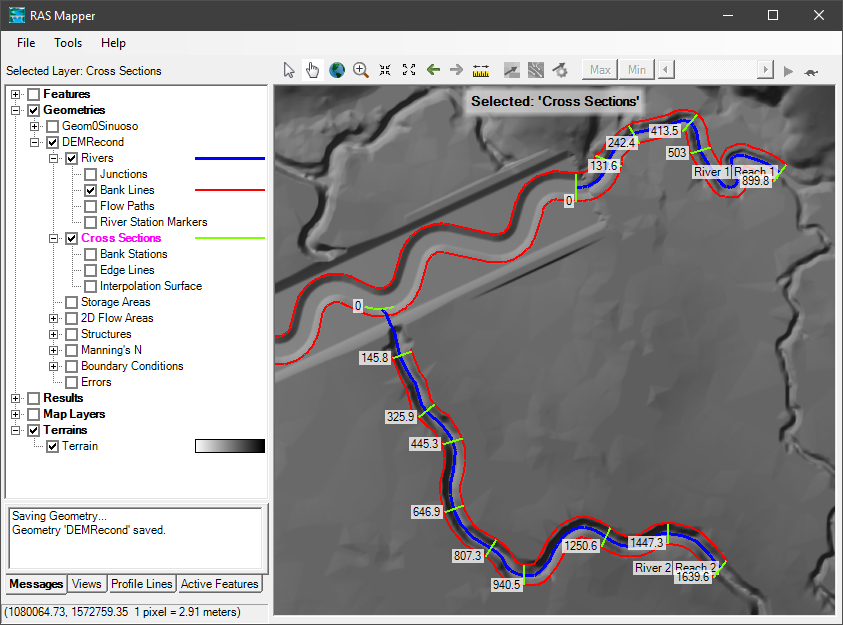 RAS Mapper
File Tools Help
Selected Layer: Cross Sections
Max Min
Features
Geometries
Geom0Sinuoso
DEMRecond
Rivers
Junctions
Bank Lines
Flow Paths
River Station Markers
Cross Sections
Bank Stations
Edge Lines
Interpolation Surface
Storage Areas
2D Flow Areas
Structures
Manning's N
Boundary Conditions
Errors
Results
Map Layers
Terrains
Terrain
Selected: 'Cross Sections'
413.5
242.4
503
131.6
River 1 Reach 1
899.8
0
0
145.8
325.9
445.3
646.9
807.3
1250.6
1447.3
940.5
River 2 Reach 2
1639.6
Saving Geometry...
Geometry 'DEMRecond' saved.
Messages Views Profile Lines Active Features
(1080064.73, 1572759.35 1 pixel = 2.91 meters)